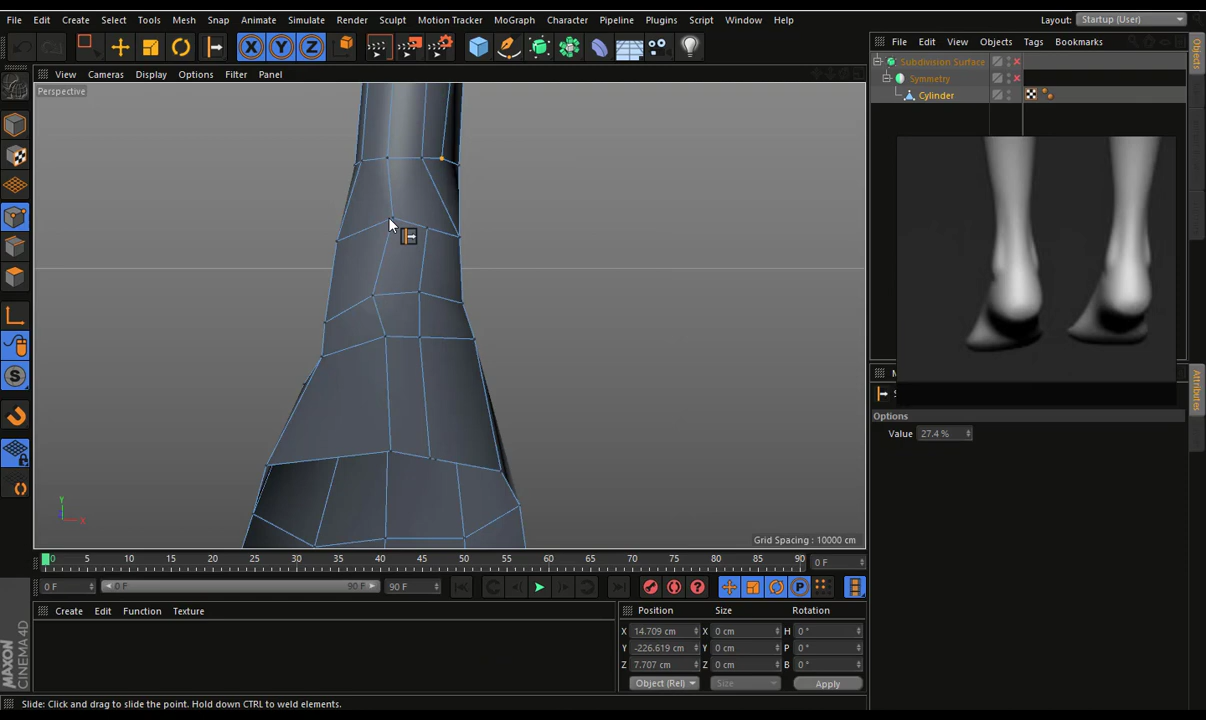 File Edit Create Select Tools Mesh Snap Animate Simulate Render Sculpt Motion Tracker MoGraph Character Pipeline Plugins Script Window Help Layout: Startup (User)
X Y Z
View Cameras Display Options Filter Panel
File Edit View Objects Tags Bookmarks
Objects
Perspective
Subdivision Surface
Symmetry
Cylinder
Attributes
Options
Value 27.4 %
Y
X
Grid Spacing : 10000 cm
0 5 10 15 20 25 30 35 40 45 50 55 60 65 70 75 80 85 90 0 F
0 F 0 F 90 F 90 F
Create Edit Function Texture
Position Size Rotation
X 14.709 cm X 0 cm H 0 °
Y -226.619 cm Y 0 cm P 0 °
Z 7.707 cm Z 0 cm B 0 °
Object (Rel) Size Apply
MAXON
CINEMA4D
Slide: Click and drag to slide the point. Hold down CTRL to weld elements.